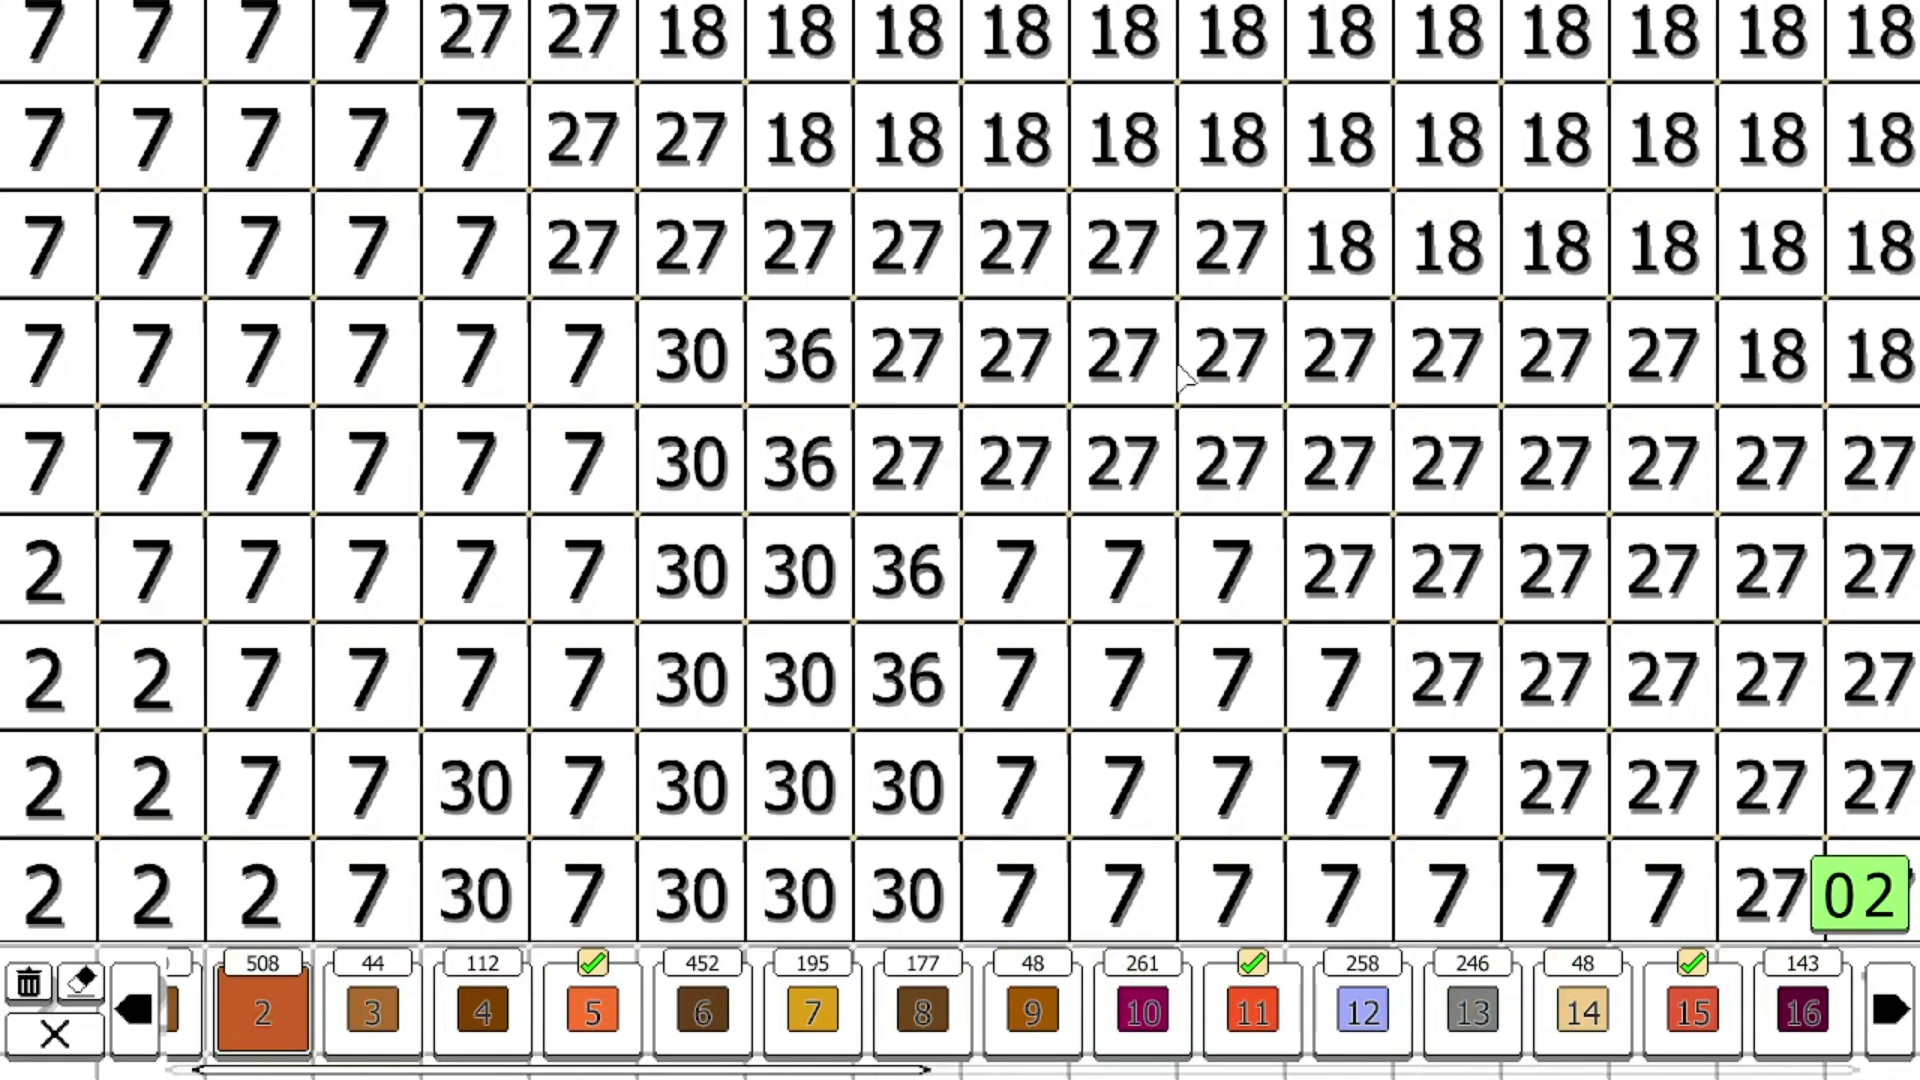 7 7 7 7 27 27 18 18 18 18 18 18 18 18 18 18 18 18
7 7 7 7 7 27 27 18 18 18 18 18 18 18 18 18 18 18
7 7 7 7 7 27 27 27 27 27 27 27 18 18 18 18 18 18
7 7 7 7 7 7 30 36 27 27 27 27 27 27 27 27 18 18
7 7 7 7 7 7 30 36 27 27 27 27 27 27 27 27 27 27
2 7 7 7 7 7 30 30 36 7 7 7 27 27 27 27 27 27
2 2 7 7 7 7 30 30 36 7 7 7 7 27 27 27 27 27
2 2 7 7 30 7 30 30 30 7 7 7 7 7 27 27 27 27
2 2 2 7 30 7 30 30 30 7 7 7 7 7 7 7 27 02
508 44 112 452 195 177 48 261 258 246 48 143
2 3 4 5 6 7 8 9 10 11 12 13 14 15 16